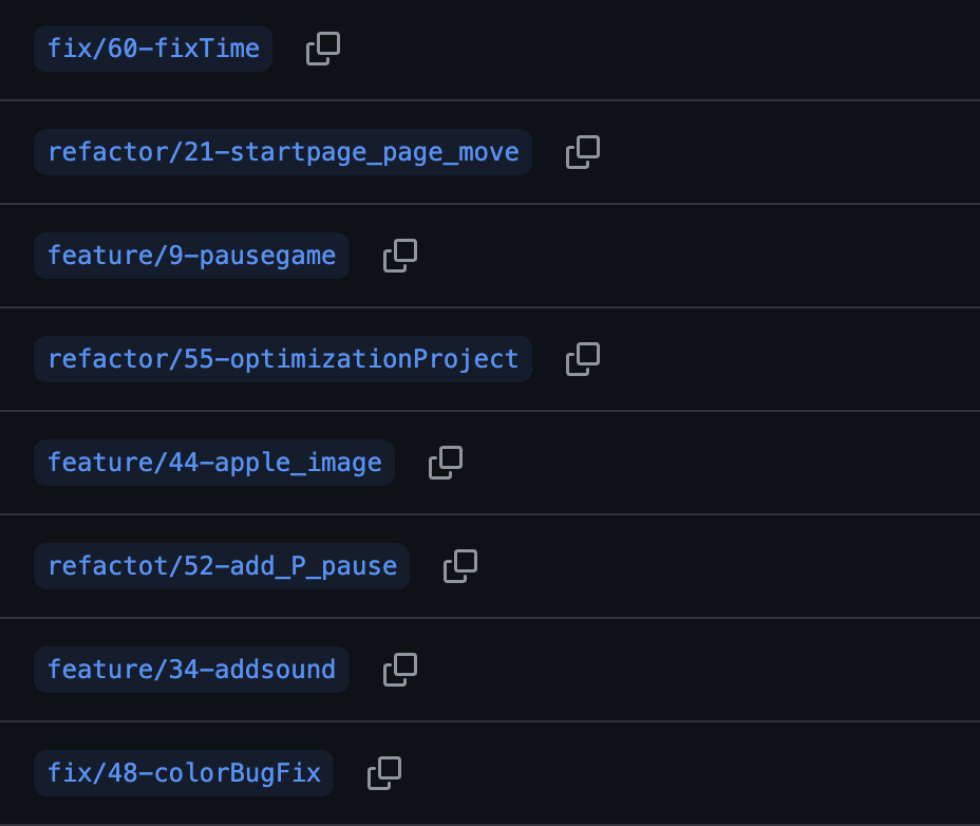 fix/60-fixTime
refactor/21-startpage_page_move
feature/9-pausegame
refactor/55-optimizationProject
feature/44-apple_image
refactot/52-add_P_pause
feature/34-addsound
fix/48-colorBugFix